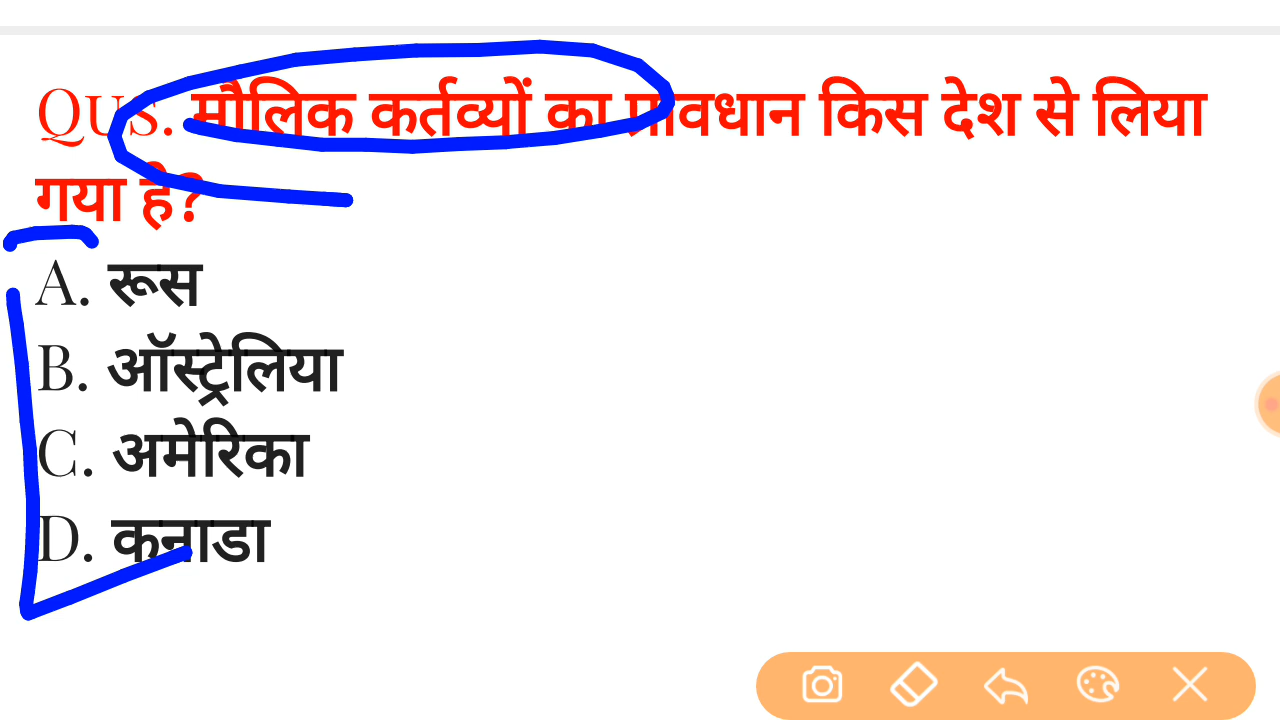 Qus. मौलिक कर्तव्यों का प्रावधान किस देश से लिया
गया है?
A. रूस
B. ऑस्ट्रेलिया
C. अमेरिका
D. कनाडा